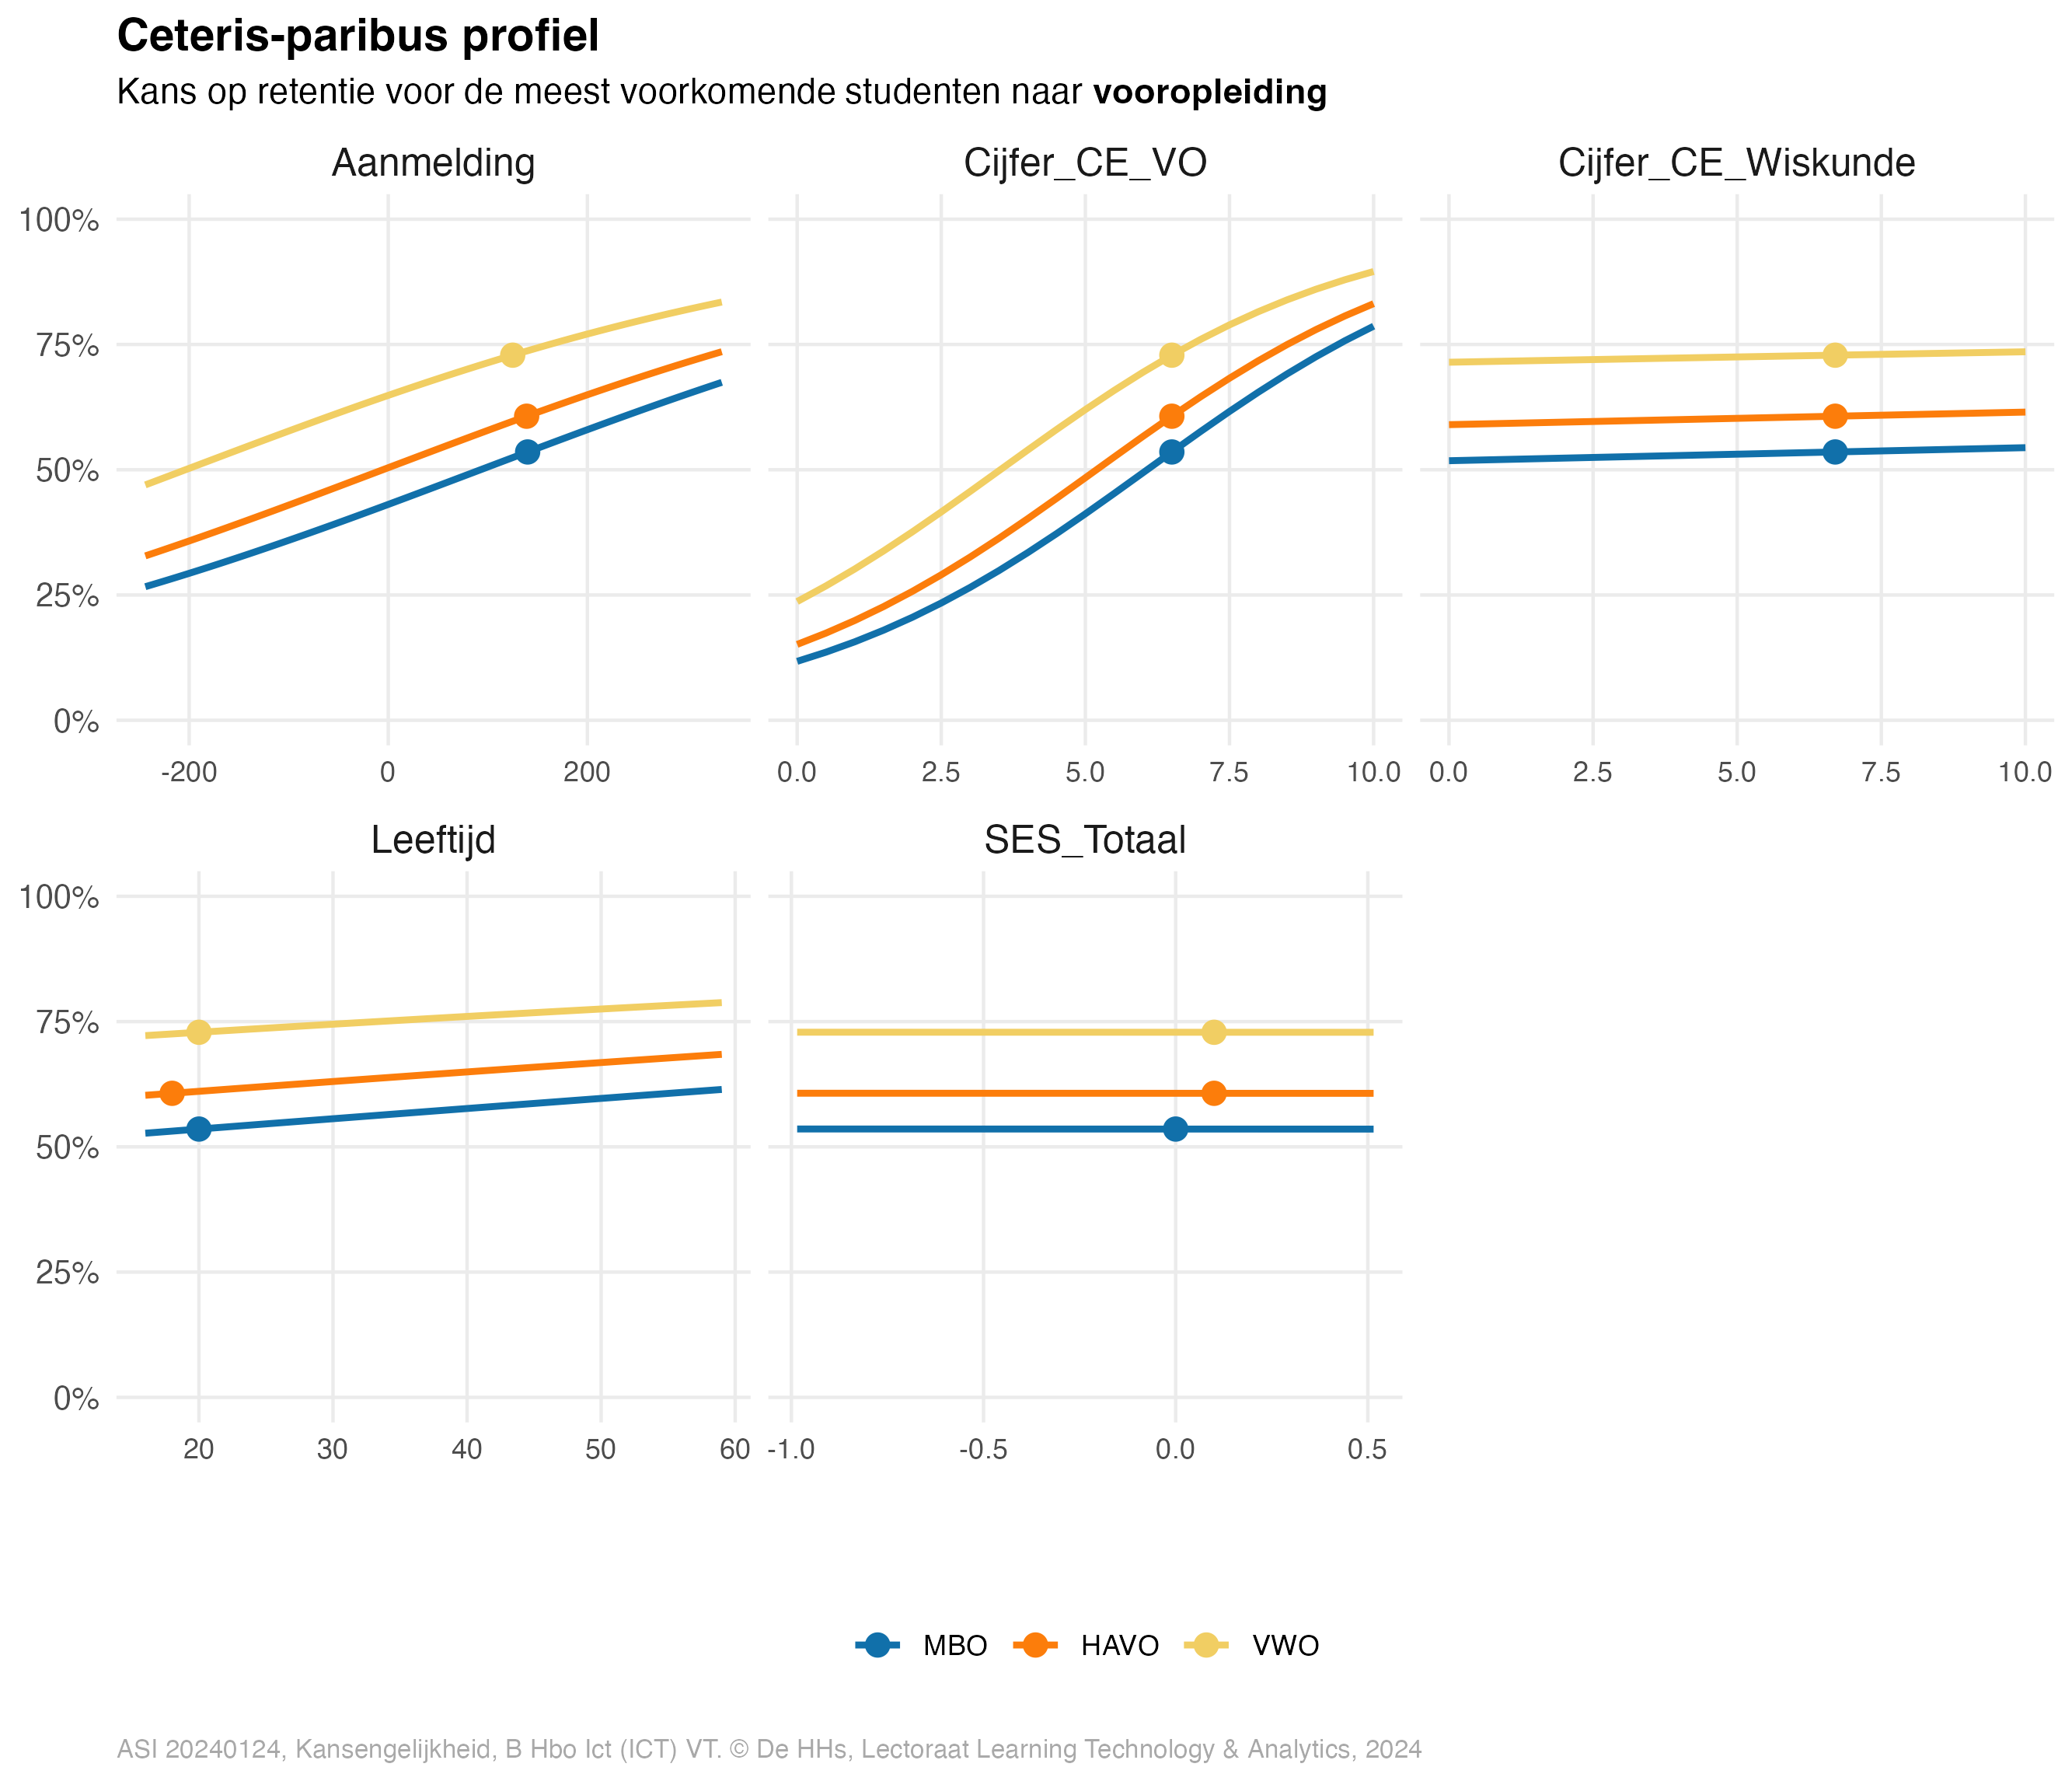 Ceteris-paribus profiel
Kans op retentie voor de meest voorkomende studenten naar vooropleiding
Aanmelding
Cijfer_CE_VO
Cijfer_CE_Wiskunde
100%
75%
50%
25%
0%
-200 0 200
0.0 2.5 5.0 7.5 10.0
0.0 2.5 5.0 7.5 10.0
Leeftijd
SES_Totaal
100%
75%
50%
25%
0%
20 30 40 50 60
-1.0 -0.5 0.0 0.5
MBO HAVO VWO
ASI 20240124, Kansengelijkheid, B Hbo Ict (ICT) VT. © De HHs, Lectoraat Learning Technology & Analytics, 2024